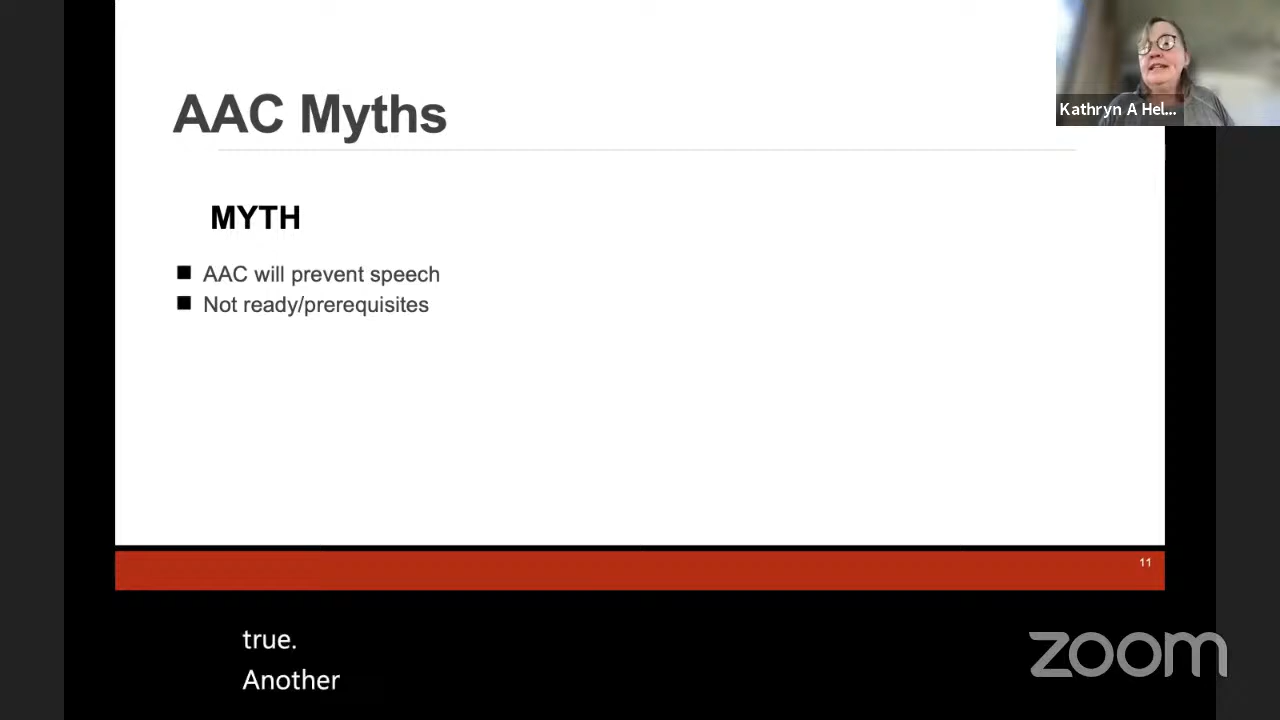 AAC Myths
Kathryn A Hel...
MYTH
AAC will prevent speech
Not ready/prerequisites
11
true.
Another
zoom